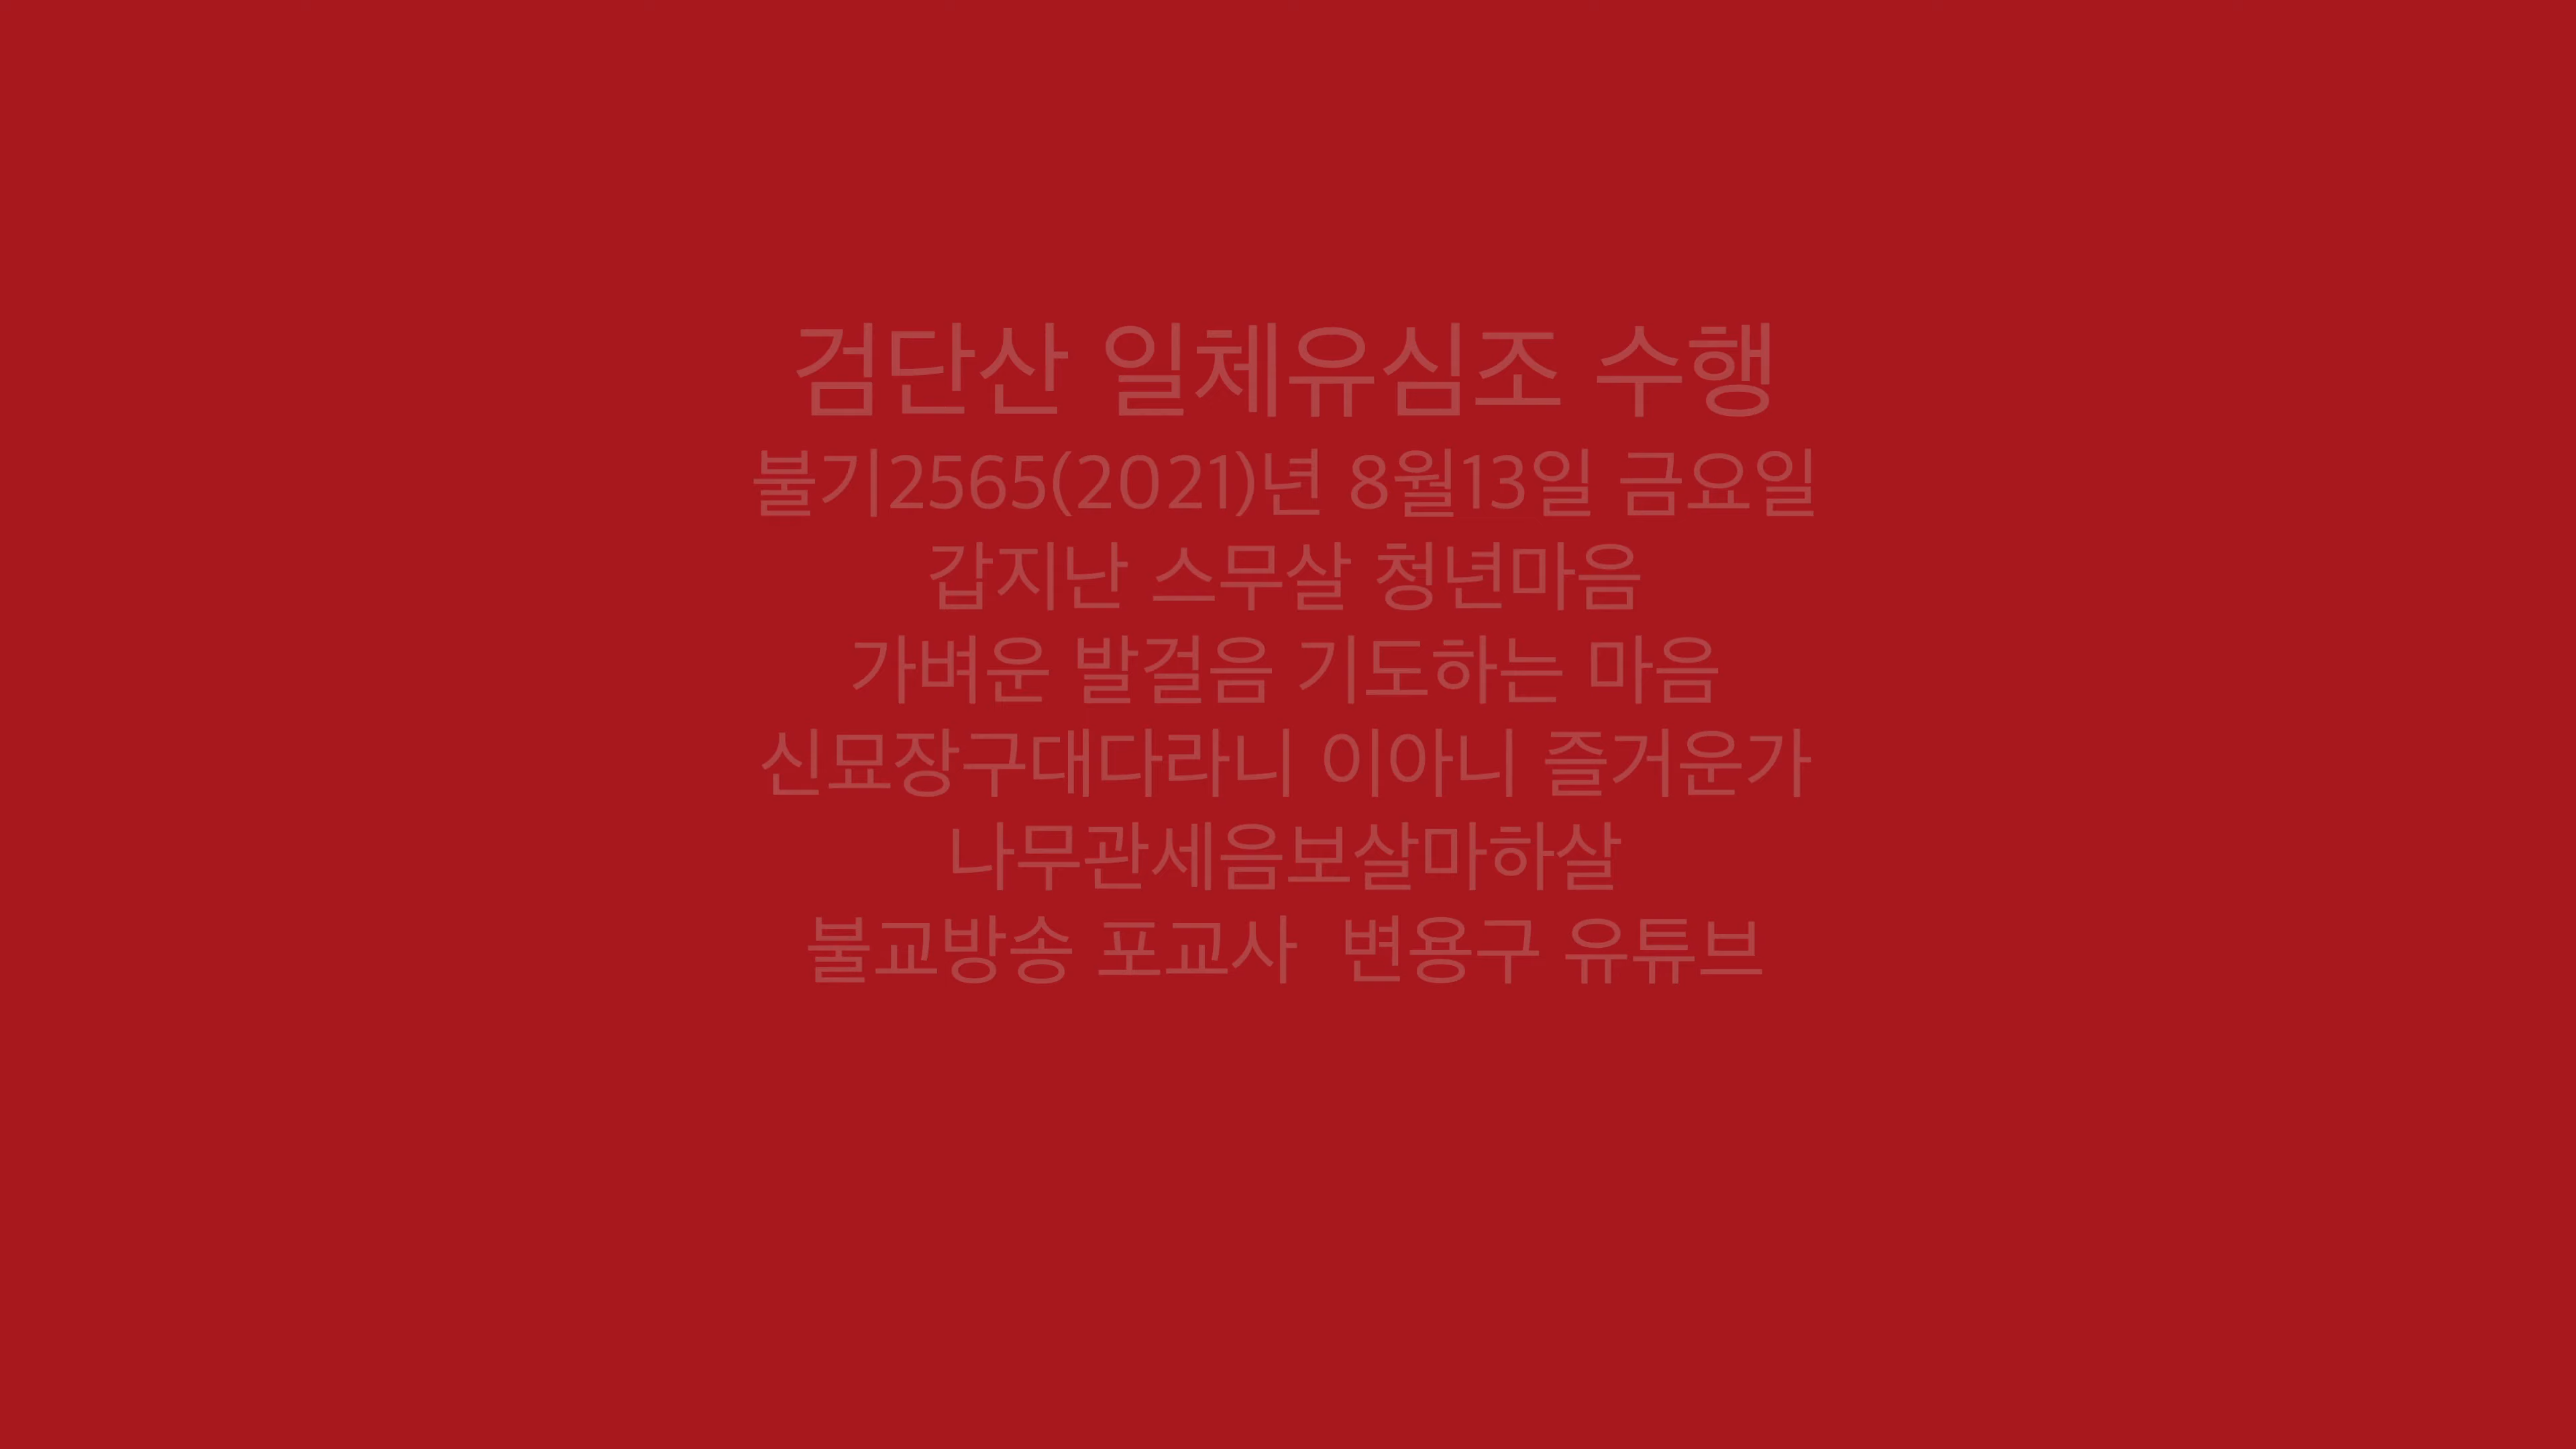 검단산 일체유심조 수행
불기2565(2021)년 8월13일 금요일
갑지난 스무살 청년마음
가벼운 발걸음 기도하는 마음
신묘장구대다라니 이아니 즐거운가
나무관세음보살마하살
불교방송 포교사  변용구 유튜브